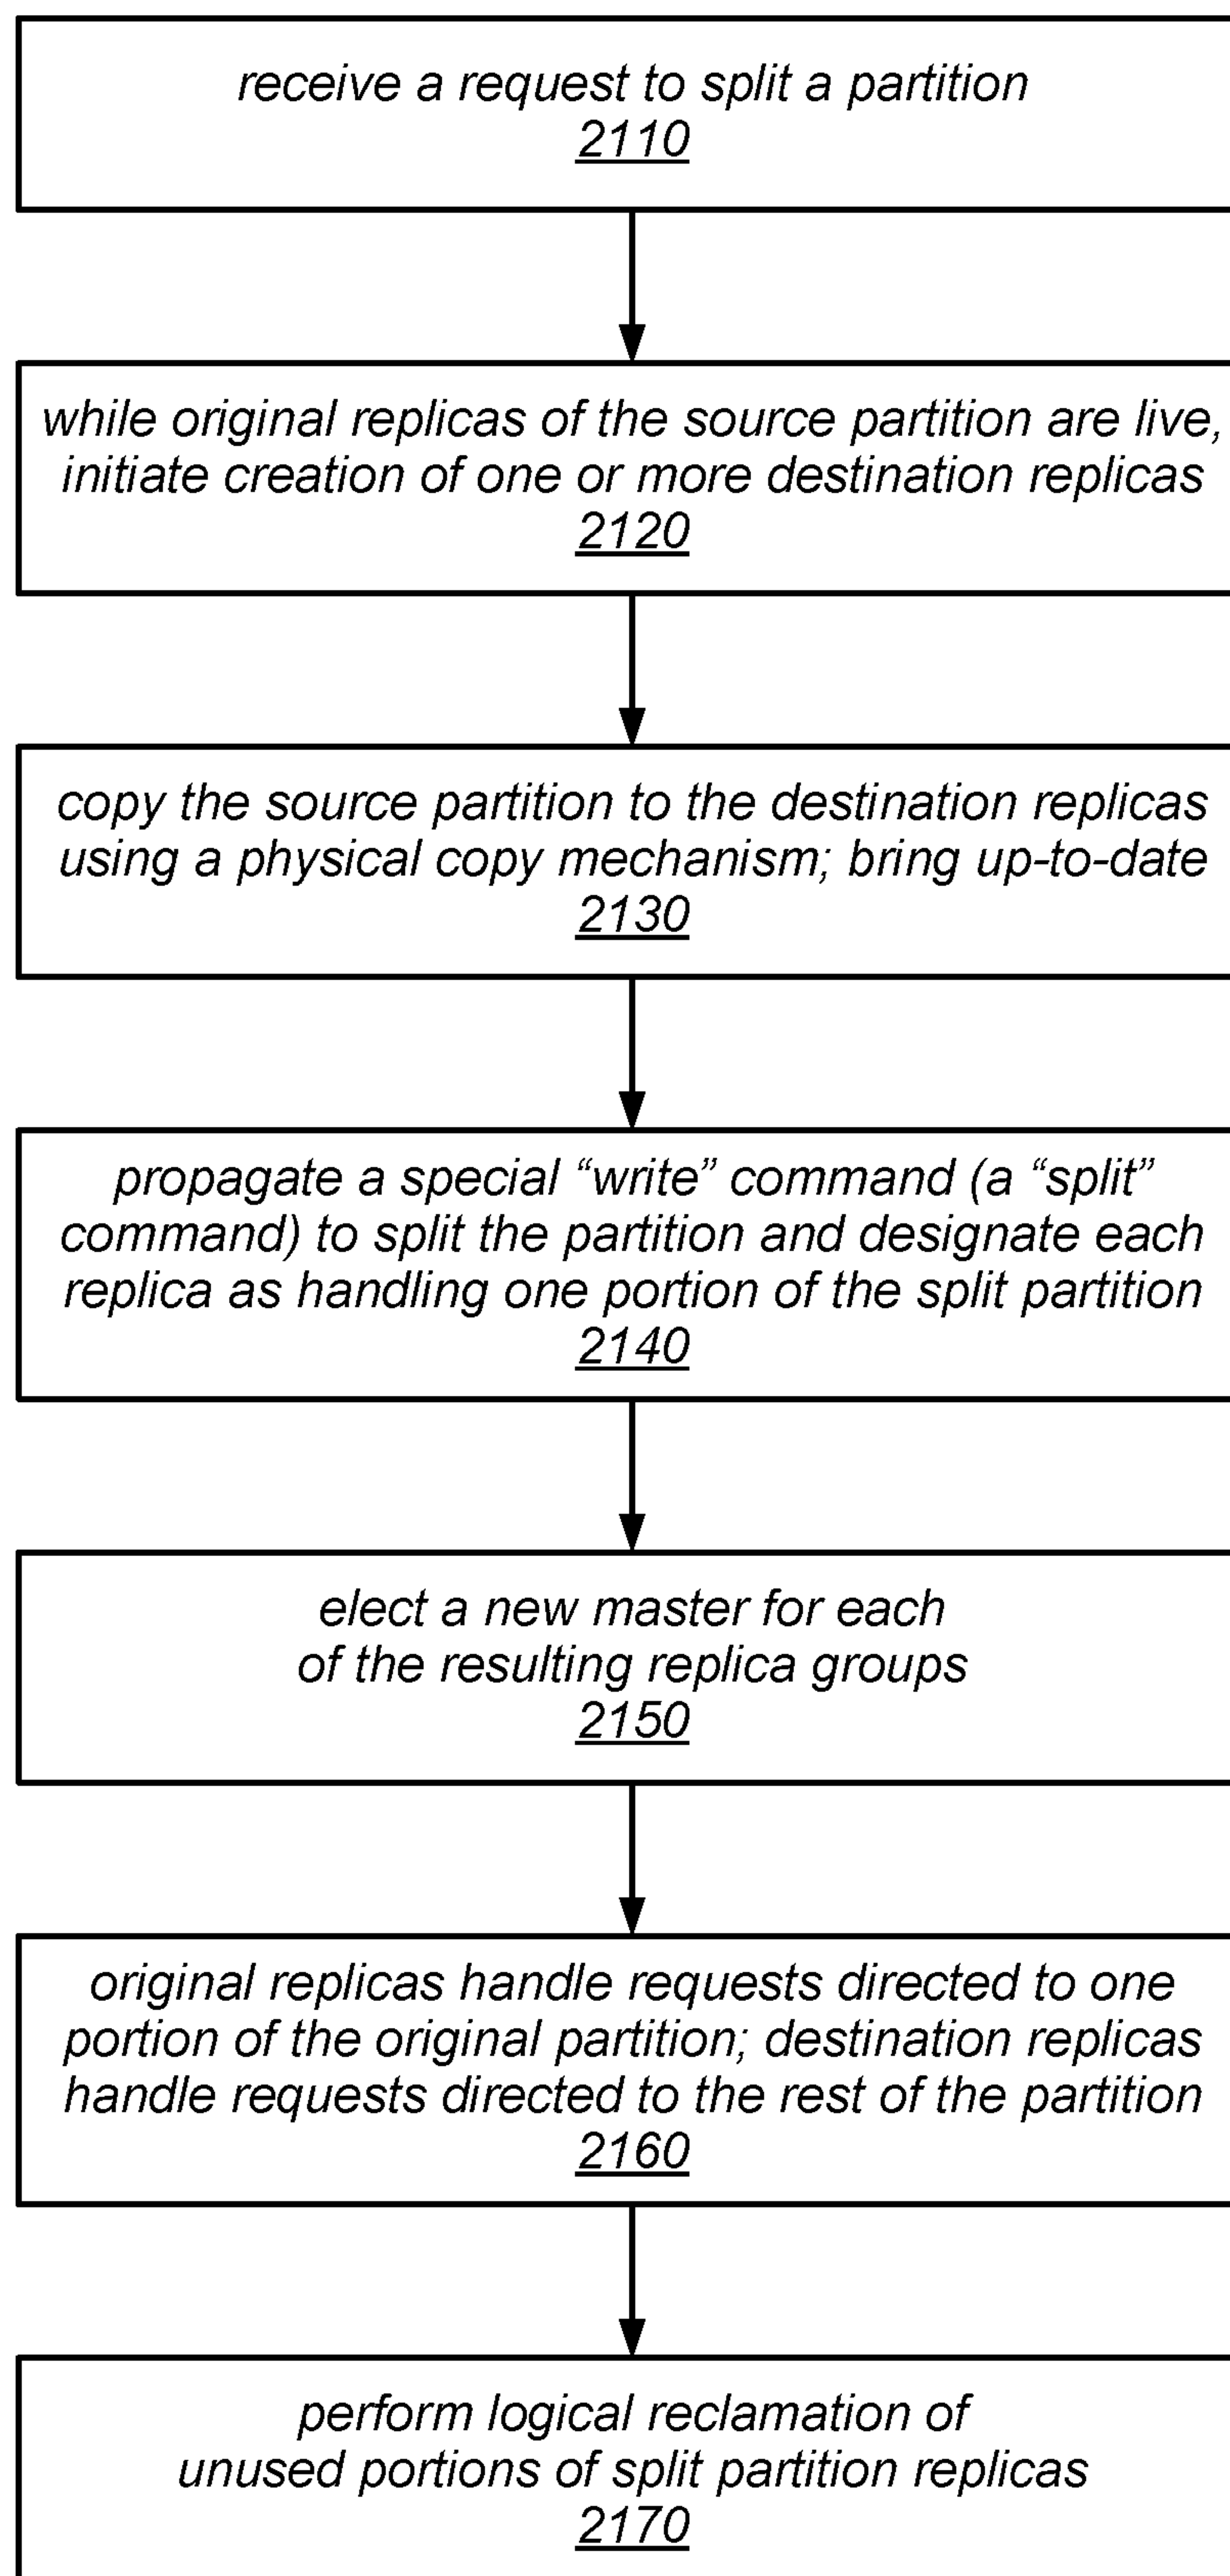 receive a request to split a partition
2110
while original replicas of the source partition are live,
initiate creation of one or more destination replicas
2120
copy the source partition to the destination replicas
using a physical copy mechanism; bring up-to-date
2130
propagate a special “write” command (a “split”
command) to split the partition and designate each
replica as handling one portion of the split partition
2140
elect a new master for each
of the resulting replica groups
2150
original replicas handle requests directed to one
portion of the original partition; destination replicas
handle requests directed to the rest of the partition
2160
perform logical reclamation of
unused portions of split partition replicas
2170